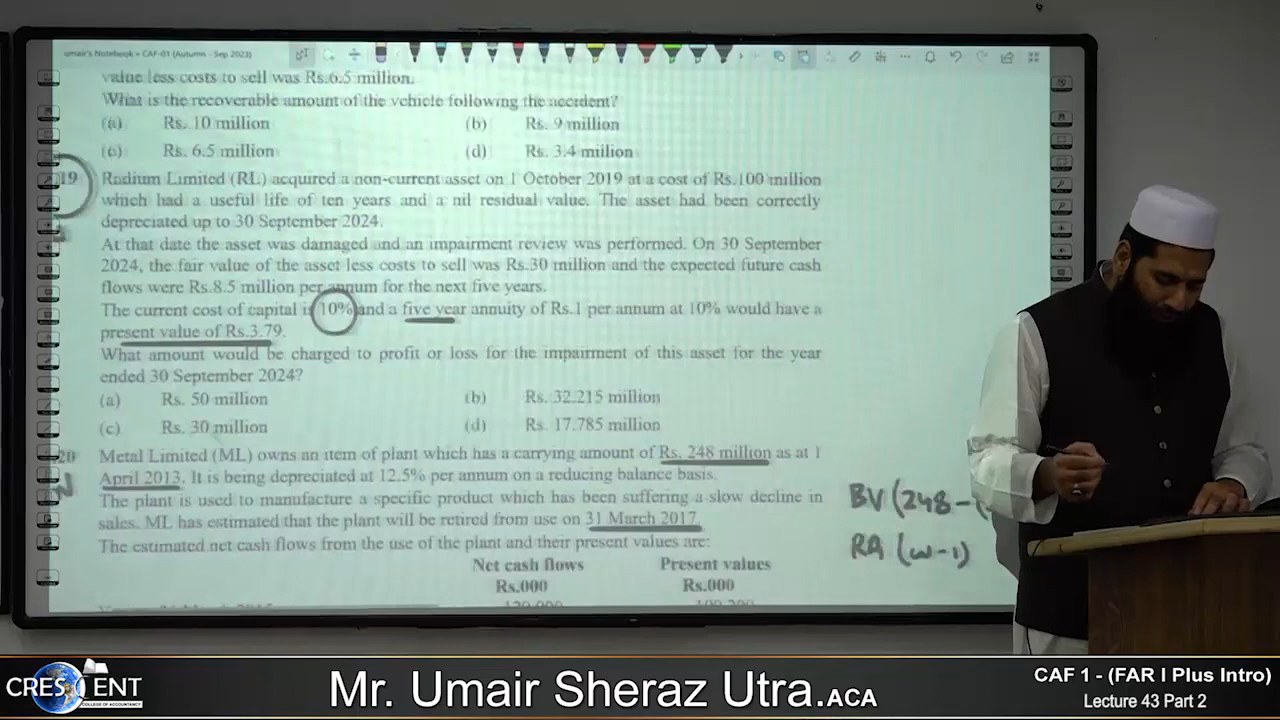 umair's Notebook » CAF-01 (Autumn - Sep 2023)
value less costs to sell was Rs.6.5 million.
What is the recoverable amount of the vehicle following the accident?
(a) Rs. 10 million (b) Rs. 9 million
(c) Rs. 6.5 million (d) Rs. 3.4 million
19 Radium Limited (RL) acquired a non-current asset on 1 October 2019 at a cost of Rs.100 million
which had a useful life of ten years and a nil residual value. The asset had been correctly
depreciated up to 30 September 2024.
At that date the asset was damaged and an impairment review was performed. On 30 September
2024, the fair value of the asset less costs to sell was Rs.30 million and the expected future cash
flows were Rs.8.5 million per annum for the next five years.
The current cost of capital is 10% and a five year annuity of Rs.1 per annum at 10% would have a
present value of Rs.3.79.
What amount would be charged to profit or loss for the impairment of this asset for the year
ended 30 September 2024?
(a) Rs. 50 million (b) Rs. 32.215 million
(c) Rs. 30 million (d) Rs. 17.785 million
20 Metal Limited (ML) owns an item of plant which has a carrying amount of Rs. 248 million as at 1
April 2013. It is being depreciated at 12.5% per annum on a reducing balance basis.
The plant is used to manufacture a specific product which has been suffering a slow decline in
sales. ML has estimated that the plant will be retired from use on 31 March 2017.
The estimated net cash flows from the use of the plant and their present values are:
Net cash flows Present values
Rs.000 Rs.000
BV (248 - (
RA (w-1)
CRESCENT
COLLEGE OF ACCOUNTANCY
Mr. Umair Sheraz Utra.ACA
CAF 1 - (FAR I Plus Intro)
Lecture 43 Part 2